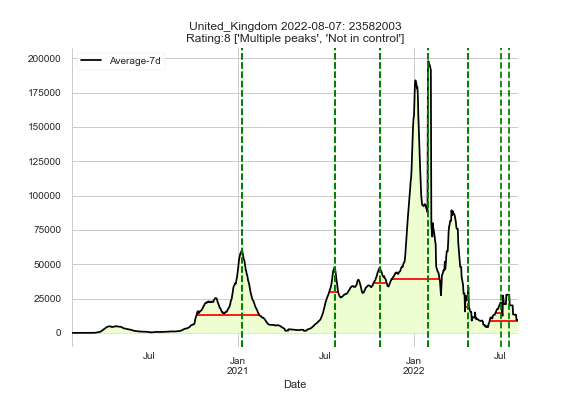 United_Kingdom 2022-08-07: 23582003
Rating:8 ['Multiple peaks', 'Not in control']
Average-7d
200000
175000
150000
125000
100000
75000
50000
25000
0
Jul
Jan
2021
Jul
Jan
2022
Jul
Date